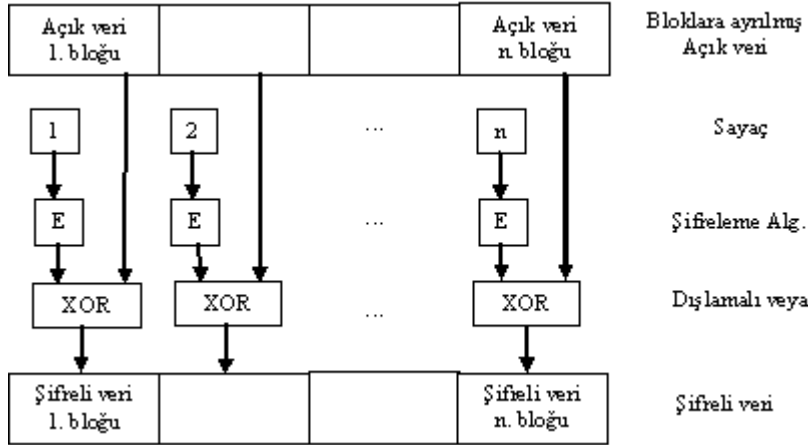 Açık veri
1. bloğu
Açık veri
n. bloğu
Bloklara ayrılmış
Açık veri
1
2
...
n
Sayaç
E
E
...
E
Şifreleme Alg.
XOR
XOR
...
XOR
Dışlamalı veya
Şifreli veri
1. bloğu
Şifreli veri
n. bloğu
Şifreli veri